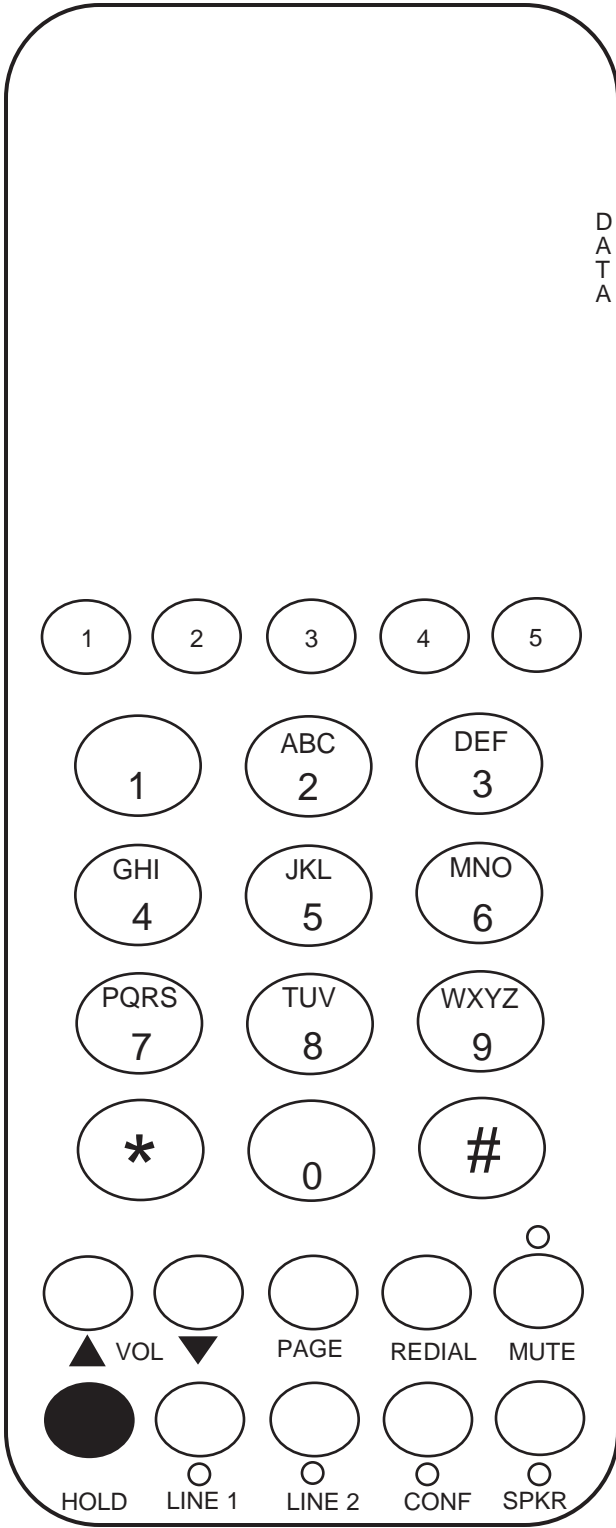 D
A
T
A
1 2 3 4 5
1
ABC
2
DEF
3
GHI
4
JKL
5
MNO
6
PQRS
7
TUV
8
WXYZ
9
*
0
#
▲ VOL ▼ PAGE REDIAL MUTE
HOLD LINE 1 LINE 2 CONF SPKR